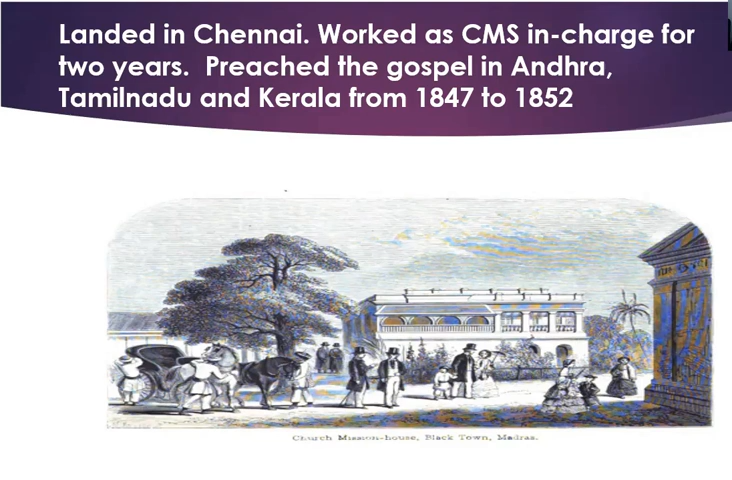 Landed in Chennai. Worked as CMS in-charge for
two years. Preached the gospel in Andhra,
Tamilnadu and Kerala from 1847 to 1852
Church Mission-house, Black Town, Madras.